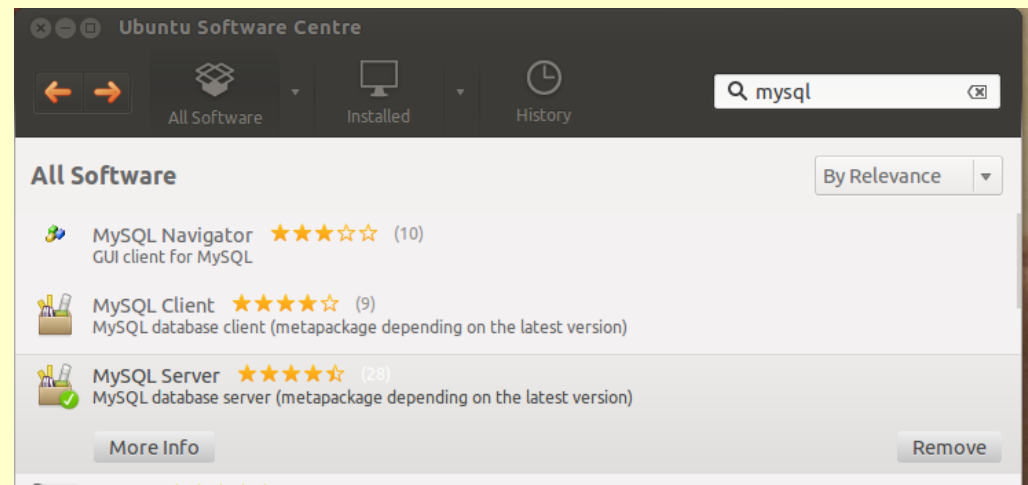 Ubuntu Software Centre
All Software
Installed
History
mysql
All Software
By Relevance
MySQL Navigator (10)
GUI client for MySQL
MySQL Client (9)
MySQL database client (metapackage depending on the latest version)
MySQL Server (28)
MySQL database server (metapackage depending on the latest version)
More Info
Remove